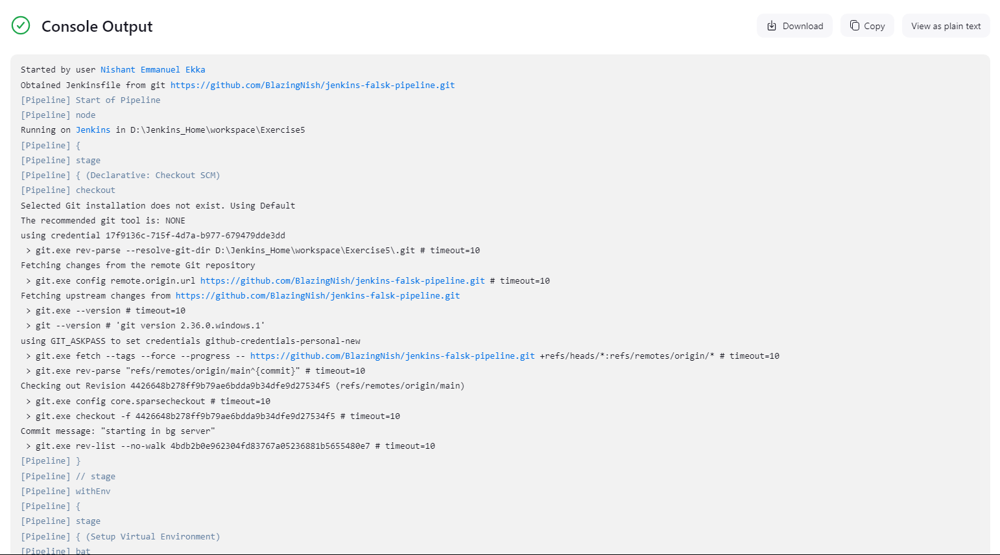 Console Output
Download
Copy
View as plain text
Started by user Nishant Emmanuel Ekka
Obtained Jenkinsfile from git https://github.com/BlazingNish/jenkins-falsk-pipeline.git
[Pipeline] Start of Pipeline
[Pipeline] node
Running on Jenkins in D:\Jenkins_Home\workspace\Exercise5
[Pipeline] {
[Pipeline] stage
[Pipeline] { (Declarative: Checkout SCM)
[Pipeline] checkout
Selected Git installation does not exist. Using Default
The recommended git tool is: NONE
using credential 17f9136c-715f-4d7a-b977-679479dde3dd
 > git.exe rev-parse --resolve-git-dir D:\Jenkins_Home\workspace\Exercise5\.git # timeout=10
Fetching changes from the remote Git repository
 > git.exe config remote.origin.url https://github.com/BlazingNish/jenkins-falsk-pipeline.git # timeout=10
Fetching upstream changes from https://github.com/BlazingNish/jenkins-falsk-pipeline.git
 > git.exe --version # timeout=10
 > git --version # 'git version 2.36.0.windows.1'
using GIT_ASKPASS to set credentials github-credentials-personal-new
 > git.exe fetch --tags --force --progress -- https://github.com/BlazingNish/jenkins-falsk-pipeline.git +refs/heads/*:refs/remotes/origin/* # timeout=10
 > git.exe rev-parse "refs/remotes/origin/main^{commit}" # timeout=10
Checking out Revision 4426648b278ff9b79ae6bdda9b34dfe9d27534f5 (refs/remotes/origin/main)
 > git.exe config core.sparsecheckout # timeout=10
 > git.exe checkout -f 4426648b278ff9b79ae6bdda9b34dfe9d27534f5 # timeout=10
Commit message: "starting in bg server"
 > git.exe rev-list --no-walk 4bdb2b0e962304fd83767a05236881b5655480e7 # timeout=10
[Pipeline] }
[Pipeline] // stage
[Pipeline] withEnv
[Pipeline] {
[Pipeline] stage
[Pipeline] { (Setup Virtual Environment)
[Pipeline] bat